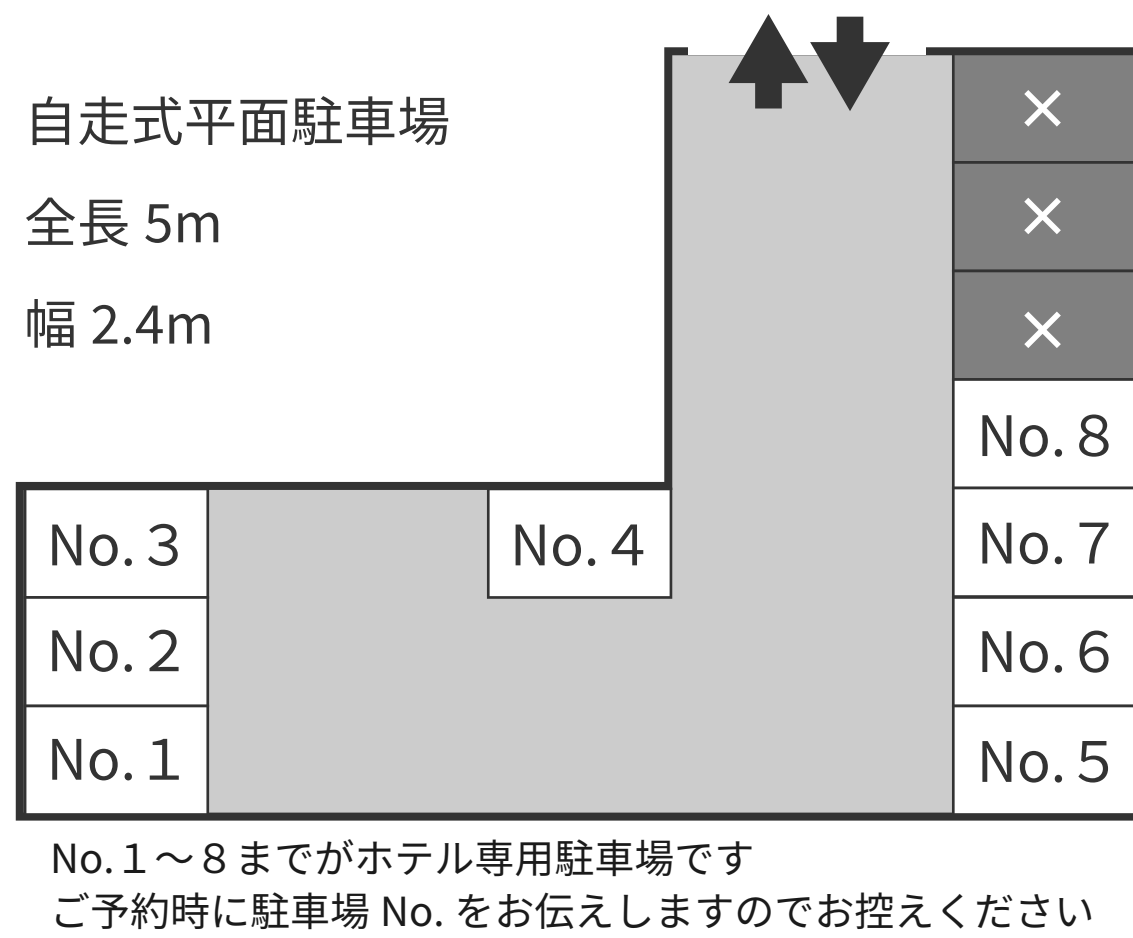 自走式平面駐車場
全長 5m
幅 2.4m
×
×
×
No.８
No.３
No.４
No.７
No.２
No.６
No.１
No.５
No.１～８までがホテル専用駐車場です
ご予約時に駐車場 No. をお伝えしますのでお控えください